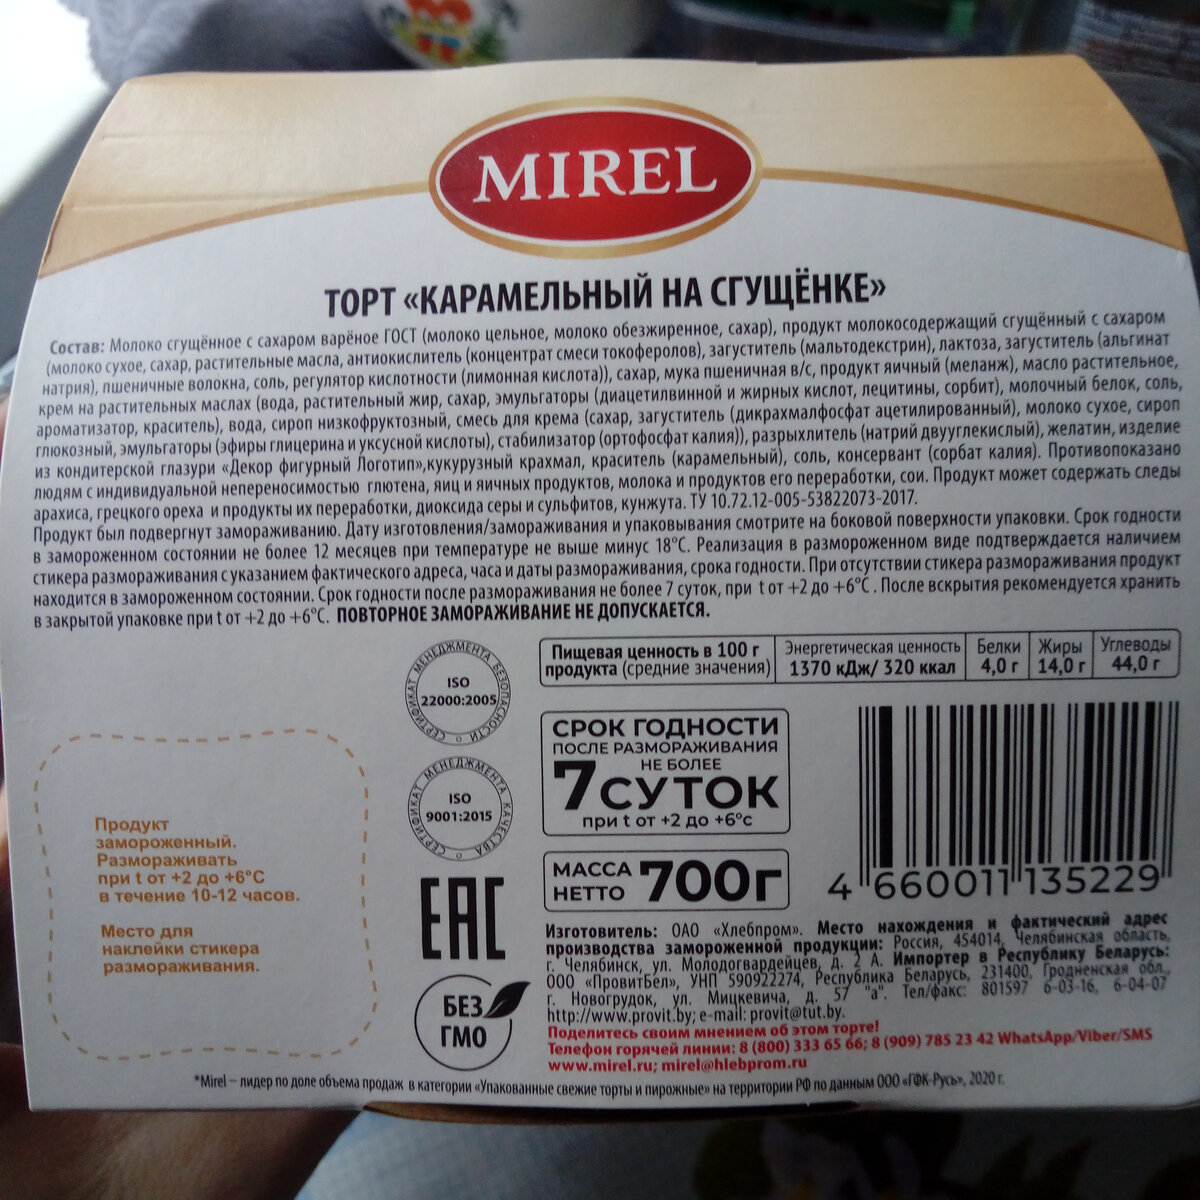 MIREL
ТОРТ «КАРАМЕЛЬНЫЙ НА СГУЩЁНКЕ»
Состав: Молоко сгущённое с сахаром варёное ГОСТ (молоко цельное, молоко обезжиренное, сахар), продукт молокосодержащий сгущённый с сахаром
(молоко сухое, сахар, растительные масла, антиокислитель (концентрат смеси токоферолов), загуститель (мальтодекстрин), лактоза, загуститель (альгинат
натрия), пшеничные волокна, соль, регулятор кислотности (лимонная кислота)), сахар, мука пшеничная в/с, продукт яичный (меланж), масло растительное,
крем на растительных маслах (вода, растительный жир, сахар, эмульгаторы (диацетилвинной и жирных кислот, лецитины, сорбит), молочный белок, соль,
ароматизатор, краситель), вода, сироп низкофруктозный, смесь для крема (сахар, загуститель (дикрахмалфосфат ацетилированный), молоко сухое, сироп
глюкозный, эмульгаторы (эфиры глицерина и уксусной кислоты), стабилизатор (ортофосфат калия)), разрыхлитель (натрий двууглекислый), желатин, изделие
из кондитерской глазури «Декор фигурный Логотип»,кукурузный крахмал, краситель (карамельный), соль, консервант (сорбат калия). Противопоказано
людям с индивидуальной непереносимостью глютена, яиц и яичных продуктов, молока и продуктов его переработки, сои. Продукт может содержать следы
арахиса, грецкого ореха и продукты их переработки, диоксида серы и сульфитов, кунжута. ТУ 10.72.12-005-53822073-2017.
Продукт был подвергнут замораживанию. Дату изготовления/замораживания и упаковывания смотрите на боковой поверхности упаковки. Срок годности
в замороженном состоянии не более 12 месяцев при температуре не выше минус 18°С. Реализация в размороженном виде подтверждается наличием
стикера размораживания с указанием фактического адреса, часа и даты размораживания, срока годности. При отсутствии стикера размораживания продукт
находится в замороженном состоянии. Срок годности после размораживания не более 7 суток, при t от +2 до +6°С. После вскрытия рекомендуется хранить
в закрытой упаковке при t от +2 до +6°С. ПОВТОРНОЕ ЗАМОРАЖИВАНИЕ НЕ ДОПУСКАЕТСЯ.
Пищевая ценность в 100 г продукта (средние значения)
Энергетическая ценность 1370 кДж/ 320 ккал
Белки 4,0 г
Жиры 14,0 г
Углеводы 44,0 г
СЕРТИФИКАТ МЕНЕДЖМЕНТА БЕЗОПАСНОСТИ
ISO
22000:2005
СЕРТИФИКАТ МЕНЕДЖМЕНТА КАЧЕСТВА
ISO
9001:2015
EAC
БЕЗ
ГМО
СРОК ГОДНОСТИ
ПОСЛЕ РАЗМОРАЖИВАНИЯ
НЕ БОЛЕЕ
7 СУТОК
при t от +2 до +6°с
МАССА НЕТТО 700г
4 660011 135229
Продукт
замороженный.
Размораживать
при t от +2 до +6°С
в течение 10-12 часов.
Место для
наклейки стикера
размораживания.
Изготовитель: ОАО «Хлебпром». Место нахождения и фактический адрес
производства замороженной продукции: Россия, 454014, Челябинская область,
г. Челябинск, ул. Молодогвардейцев, д. 2 А. Импортер в Республику Беларусь:
ООО «ПровитБел», УНП 590922274, Республика Беларусь, 231400, Гродненская обл.,
г. Новогрудок, ул. Мицкевича, д. 57 "а". Тел/факс: 801597 6-03-16, 6-04-07
http://www.provit.by; e-mail: provit@tut.by.
Поделитесь своим мнением об этом торте!
Телефон горячей линии: 8 (800) 333 65 66; 8 (909) 785 23 42 WhatsApp/Viber/SMS
www.mirel.ru; mirel@hlebprom.ru
*Mirel – лидер по доле объема продаж в категории «Упакованные свежие торты и пирожные» на территории РФ по данным ООО «ГФК-Русь», 2020 г.